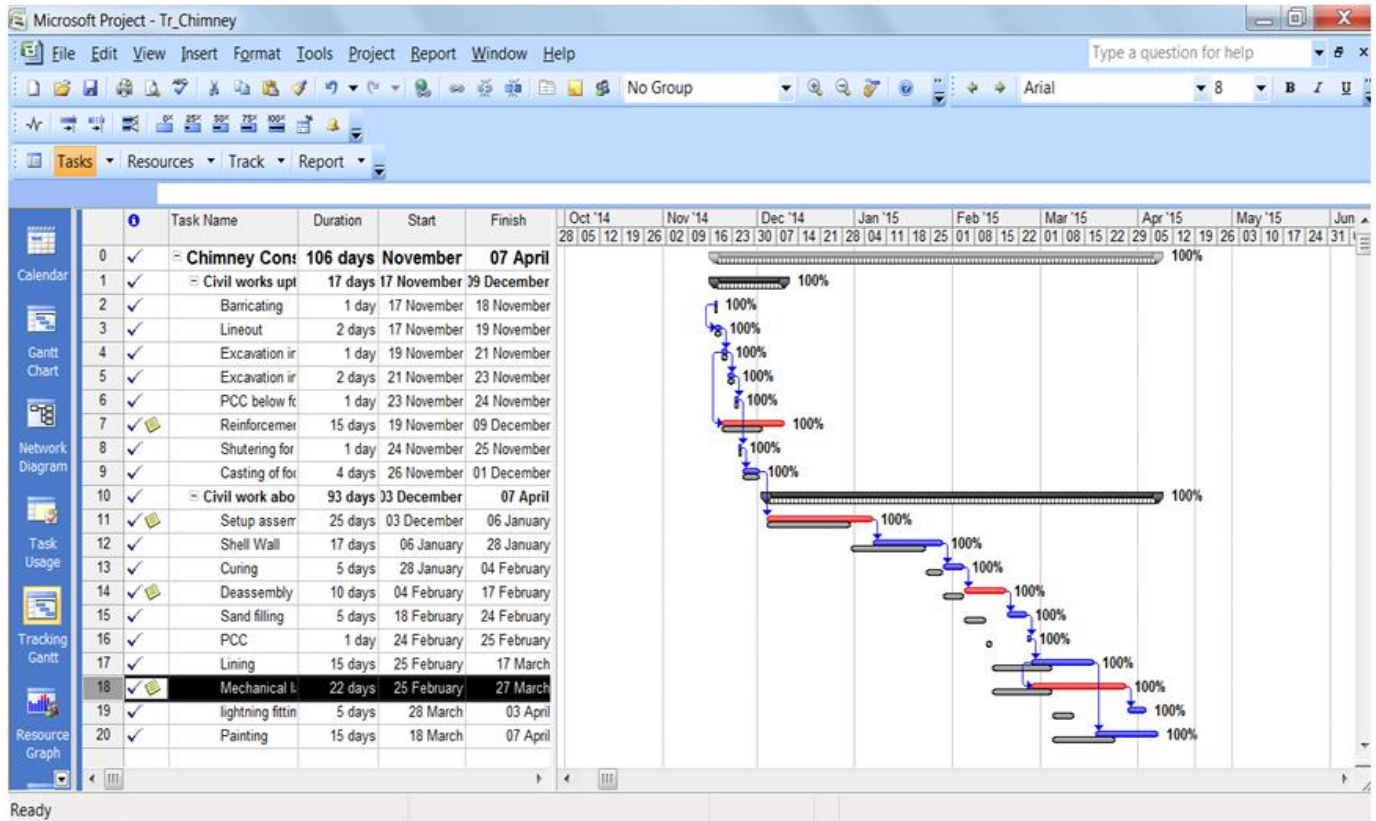 Microsoft Project - Tr_Chimney
File Edit View Insert Format Tools Project Report Window Help Type a question for help
No Group Arial 8 B I U
0% 25% 50% 75% 100%
Tasks Resources Track Report
Task Name Duration Start Finish Oct '14 Nov '14 Dec '14 Jan '15 Feb '15 Mar '15 Apr '15 May '15 Jun
28 05 12 19 26 02 09 16 23 30 07 14 21 28 04 11 18 25 01 08 15 22 01 08 15 22 29 05 12 19 26 03 10 17 24 31
0 Chimney Cons 106 days November 07 April 100%
1 Civil works upt 17 days 17 November 09 December 100%
2 Barricating 1 day 17 November 18 November 100%
3 Lineout 2 days 17 November 19 November 100%
4 Excavation in 1 day 19 November 21 November 100%
5 Excavation in 2 days 21 November 23 November 100%
6 PCC below fo 1 day 23 November 24 November 100%
7 Reinforcemen 15 days 19 November 09 December 100%
8 Shutering for 1 day 24 November 25 November 100%
9 Casting of fou 4 days 26 November 01 December 100%
10 Civil work abo 93 days 03 December 07 April 100%
11 Setup assem 25 days 03 December 06 January 100%
12 Shell Wall 17 days 06 January 28 January 100%
13 Curing 5 days 28 January 04 February 100%
14 Deassembly 10 days 04 February 17 February 100%
15 Sand filling 5 days 18 February 24 February 100%
16 PCC 1 day 24 February 25 February 100%
17 Lining 15 days 25 February 17 March 100%
18 Mechanical 22 days 25 February 27 March 100%
19 lightning fittin 5 days 28 March 03 April 100%
20 Painting 15 days 18 March 07 April 100%
Calendar
Gantt
Chart
Network
Diagram
Task
Usage
Tracking
Gantt
Resource
Graph
Ready